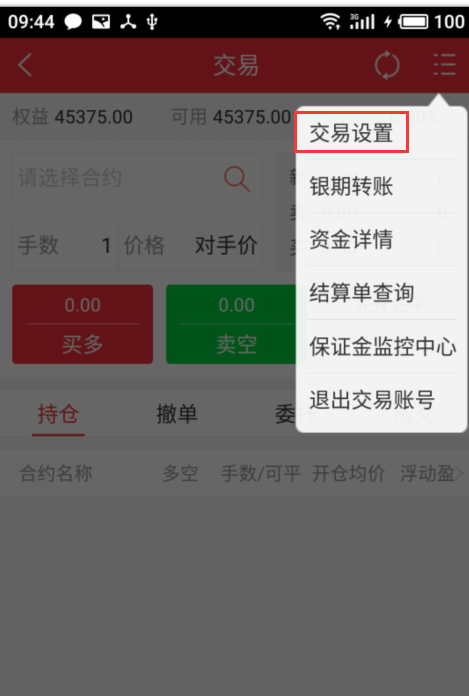 09:44 3G 100
交易
权益 45375.00 可用 45375.00
交易设置
请选择合约
银期转账
手数 1 价格 对手价
资金详情
0.00 0.00
结算单查询
买多 卖空
保证金监控中心
持仓 撤单 委托
退出交易账号
合约名称 多空 手数/可平 开仓均价 浮动盈